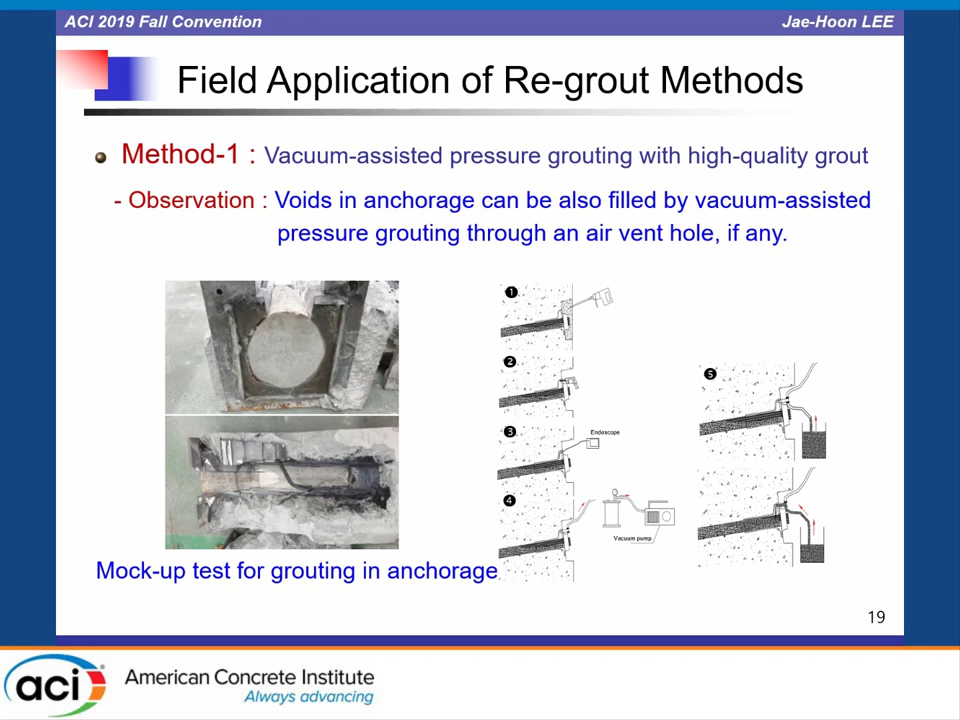 ACI 2019 Fall Convention
Jae-Hoon LEE
Field Application of Re-grout Methods
Method-1 : Vacuum-assisted pressure grouting with high-quality grout
- Observation : Voids in anchorage can be also filled by vacuum-assisted
pressure grouting through an air vent hole, if any.
1
2
3
Endoscope
4
Vacuum pump
5
Mock-up test for grouting in anchorage
19
aci
American Concrete Institute
Always advancing